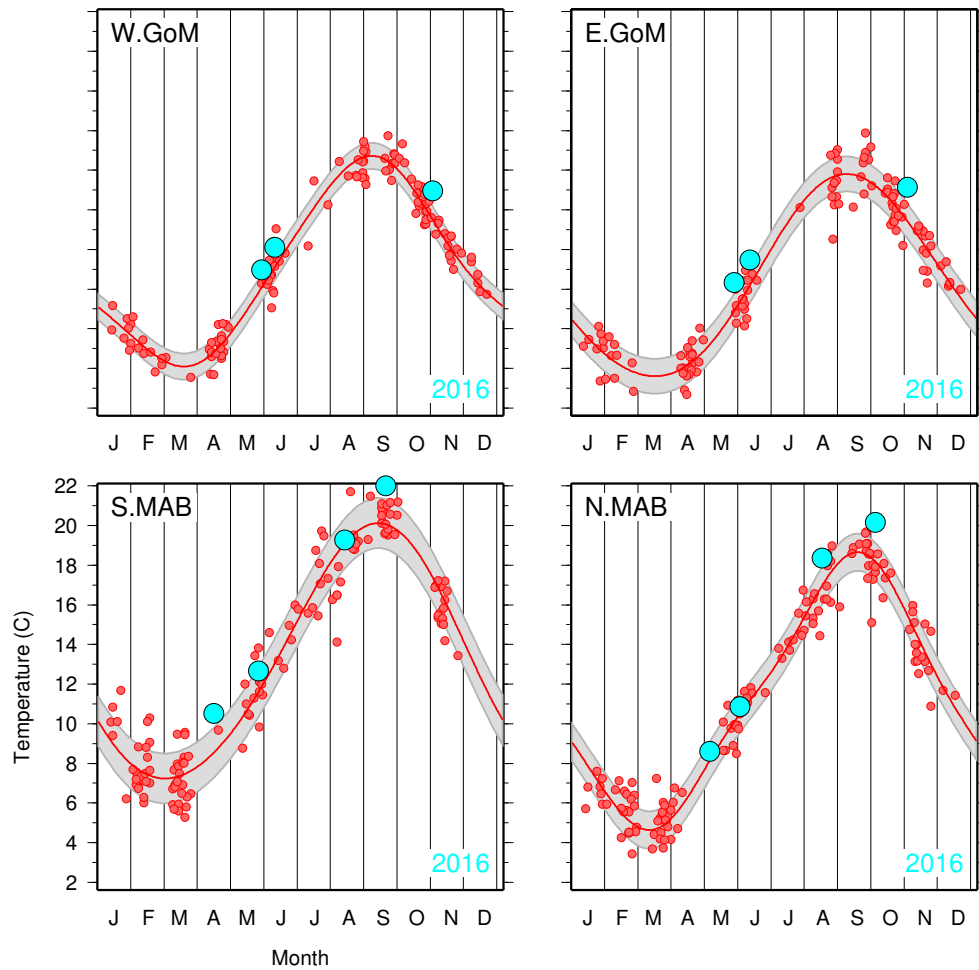 W.GoM
E.GoM
2016
2016
J F M A M J J A S O N D
J F M A M J J A S O N D
S.MAB
N.MAB
22
20
18
16
14
12
10
8
6
4
2
Temperature (C)
2016
2016
J F M A M J J A S O N D
J F M A M J J A S O N D
Month